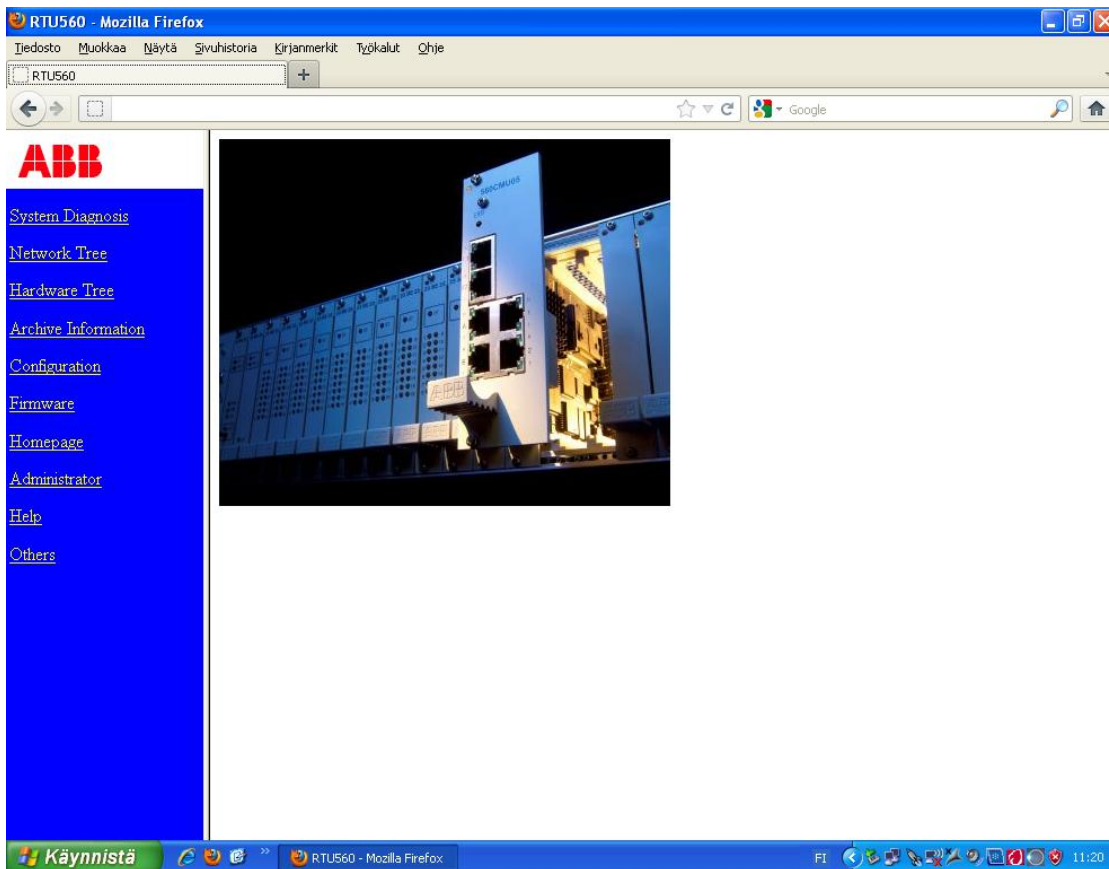 RTU560 - Mozilla Firefox
Tiedosto Muokkaa Näytä Sivuhistoria Kirjanmerkit Työkalut Ohje
RTU560
Google
ABB
System Diagnosis
Network Tree
Hardware Tree
Archive Information
Configuration
Firmware
Homepage
Administrator
Help
Others
560CMU05
ABB
Käynnistä
RTU560 - Mozilla Firefox
FI
11:20